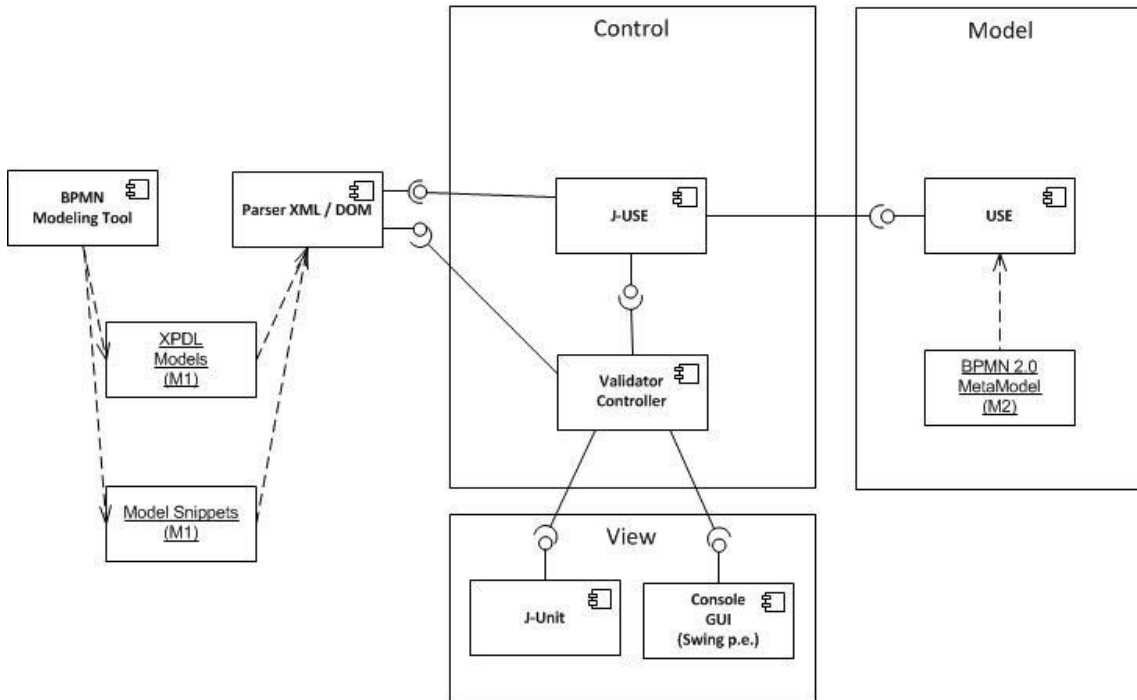 Control
Model
BPMN
Modeling Tool
Parser XML / DOM
J-USE
USE
XPDL
Models
(M1)
Validator
Controller
BPMN 2.0
MetaModel
(M2)
Model Snippets
(M1)
View
J-Unit
Console
GUI
(Swing p.e.)